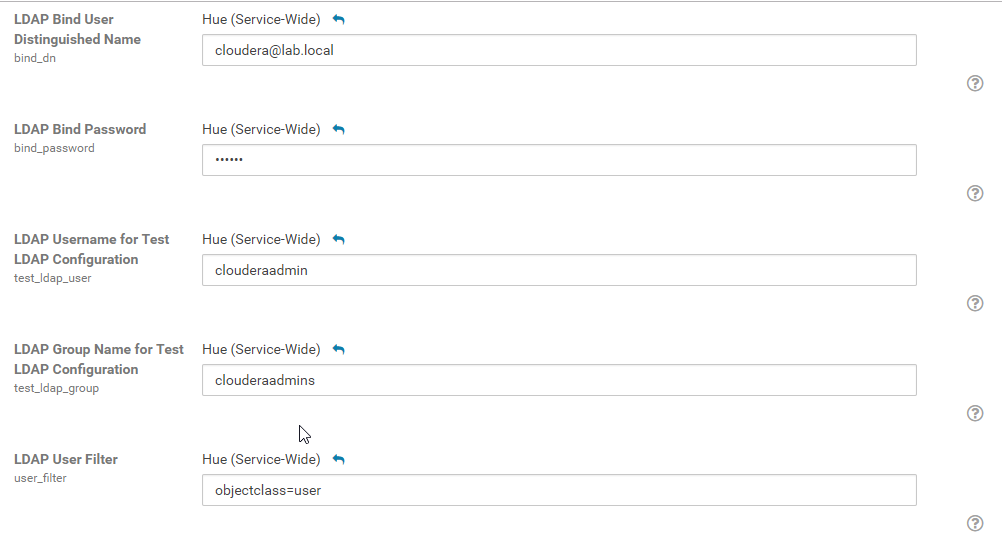 LDAP Bind User
Distinguished Name
bind_dn
Hue (Service-Wide)
cloudera@lab.local
?
LDAP Bind Password
bind_password
Hue (Service-Wide)
••••••
?
LDAP Username for Test
LDAP Configuration
test_ldap_user
Hue (Service-Wide)
clouderaadmin
?
LDAP Group Name for Test
LDAP Configuration
test_ldap_group
Hue (Service-Wide)
clouderaadmins
?
LDAP User Filter
user_filter
Hue (Service-Wide)
objectclass=user
?